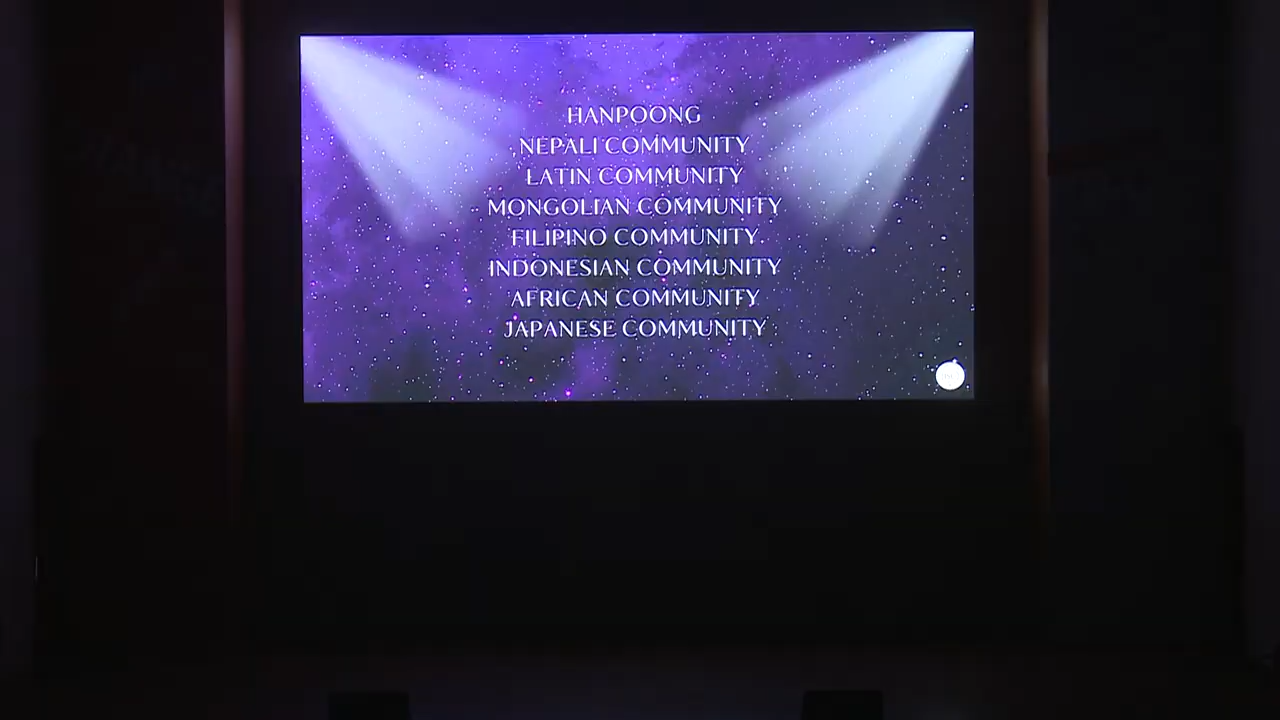 HANPOONG
NEPALI COMMUNITY
LATIN COMMUNITY
MONGOLIAN COMMUNITY
FILIPINO COMMUNITY
INDONESIAN COMMUNITY
AFRICAN COMMUNITY
JAPANESE COMMUNITY